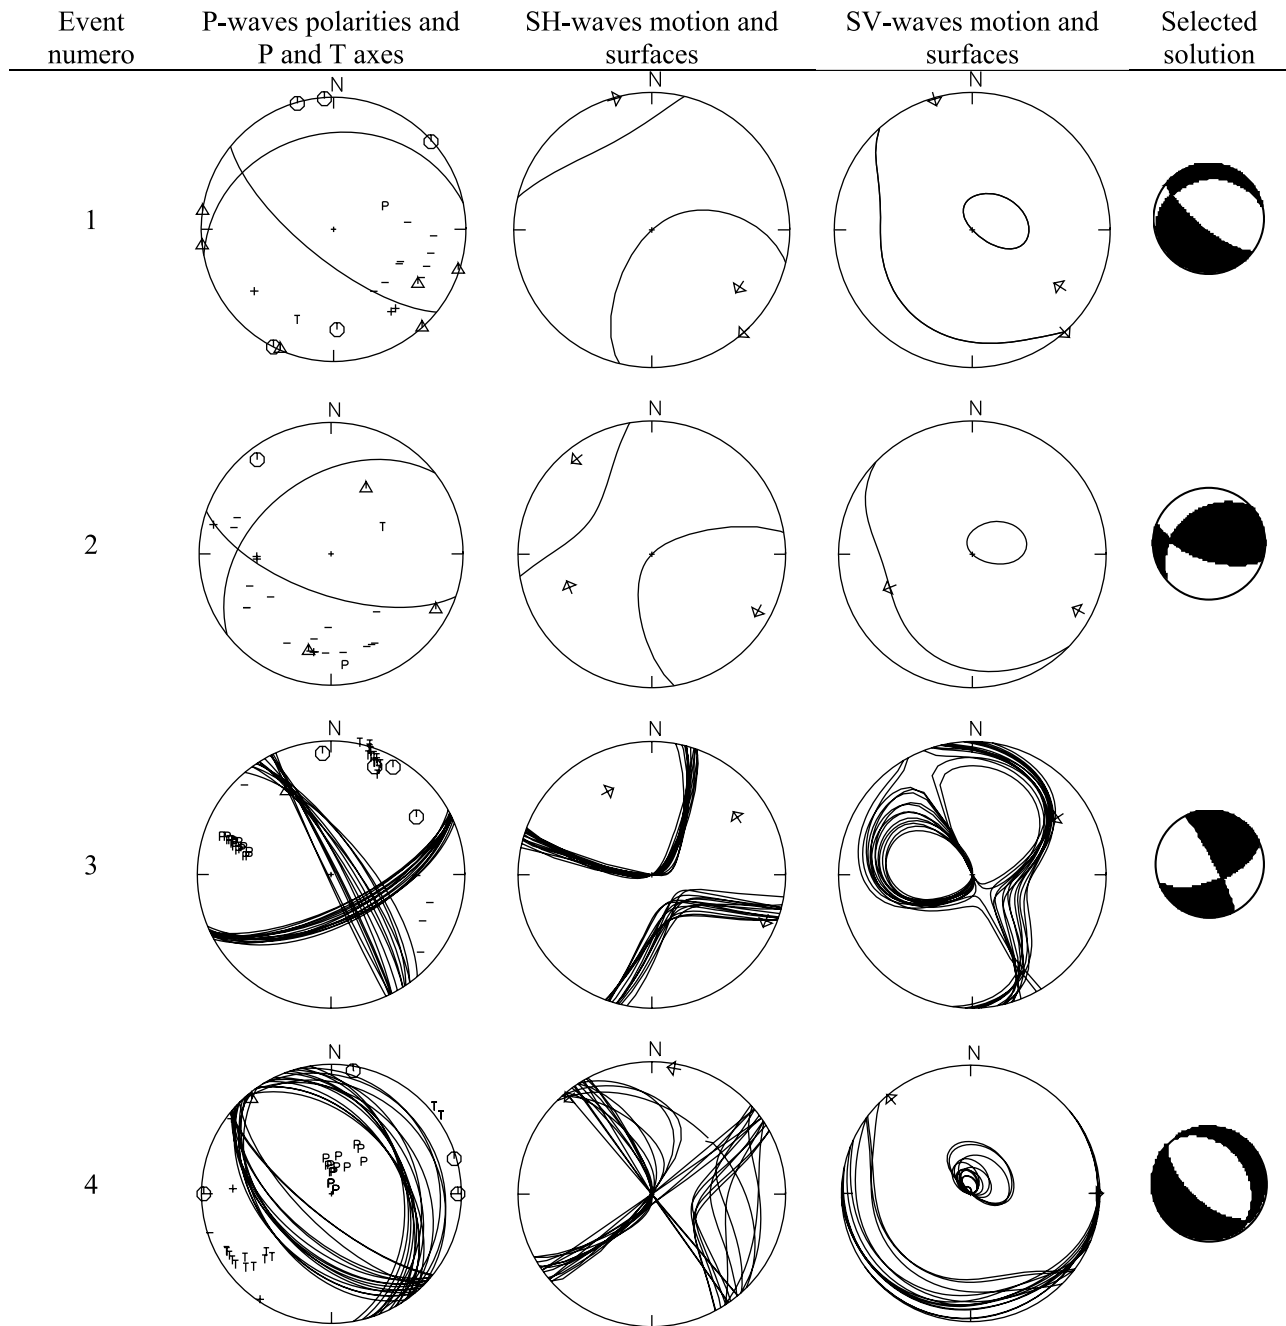 Event numero
P-waves polarities and P and T axes
SH-waves motion and surfaces
SV-waves motion and surfaces
Selected solution
1
N
P
T
N
N
2
N
T
P
N
N
3
N
N
N
4
N
N
N